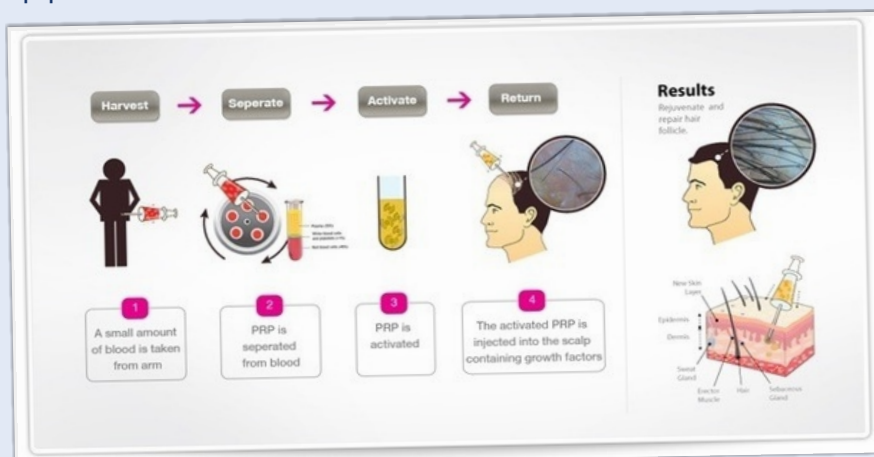 Harvest
Seperate
Activate
Return
1
A small amount
of blood is taken
from arm
2
PRP is
seperated
from blood
3
PRP is
activated
4
The activated PRP is
injected into the scalp
containing growth factors
Results
Rejuvenate and
repair hair
follicle.
New Skin
Layer
Epidermis
Dermis
Sweat
Gland
Erector
Muscle
Hair
Sebaceous
Gland